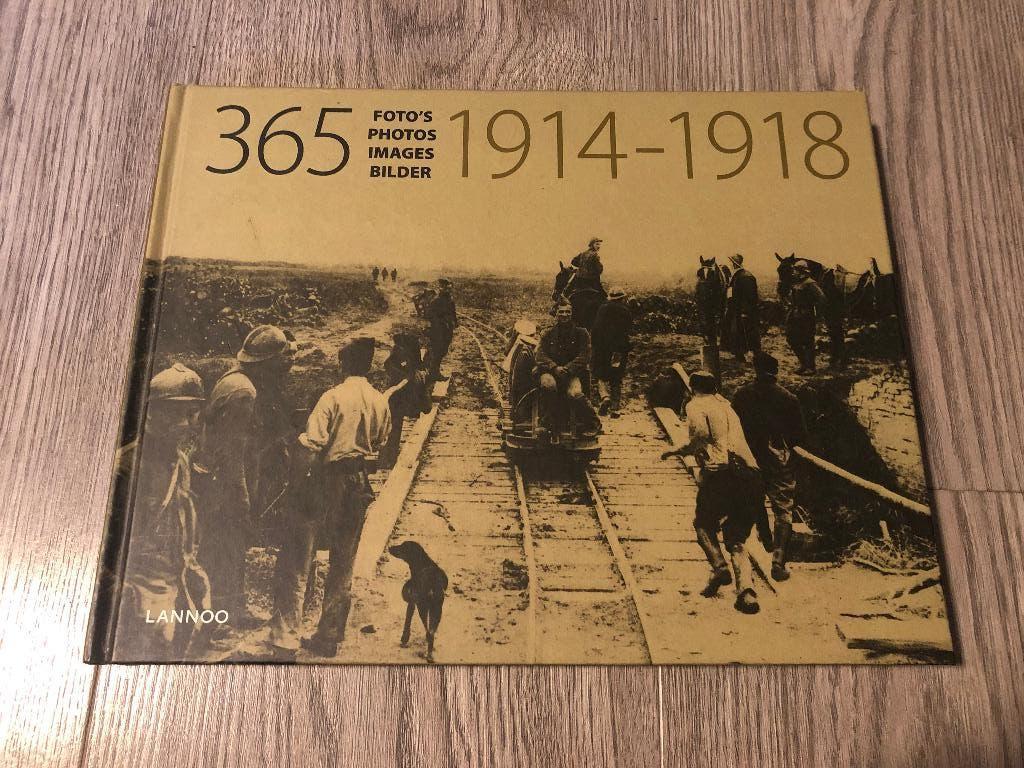 365
FOTO'S
PHOTOS
IMAGES
BILDER
1914-1918
LANNOO